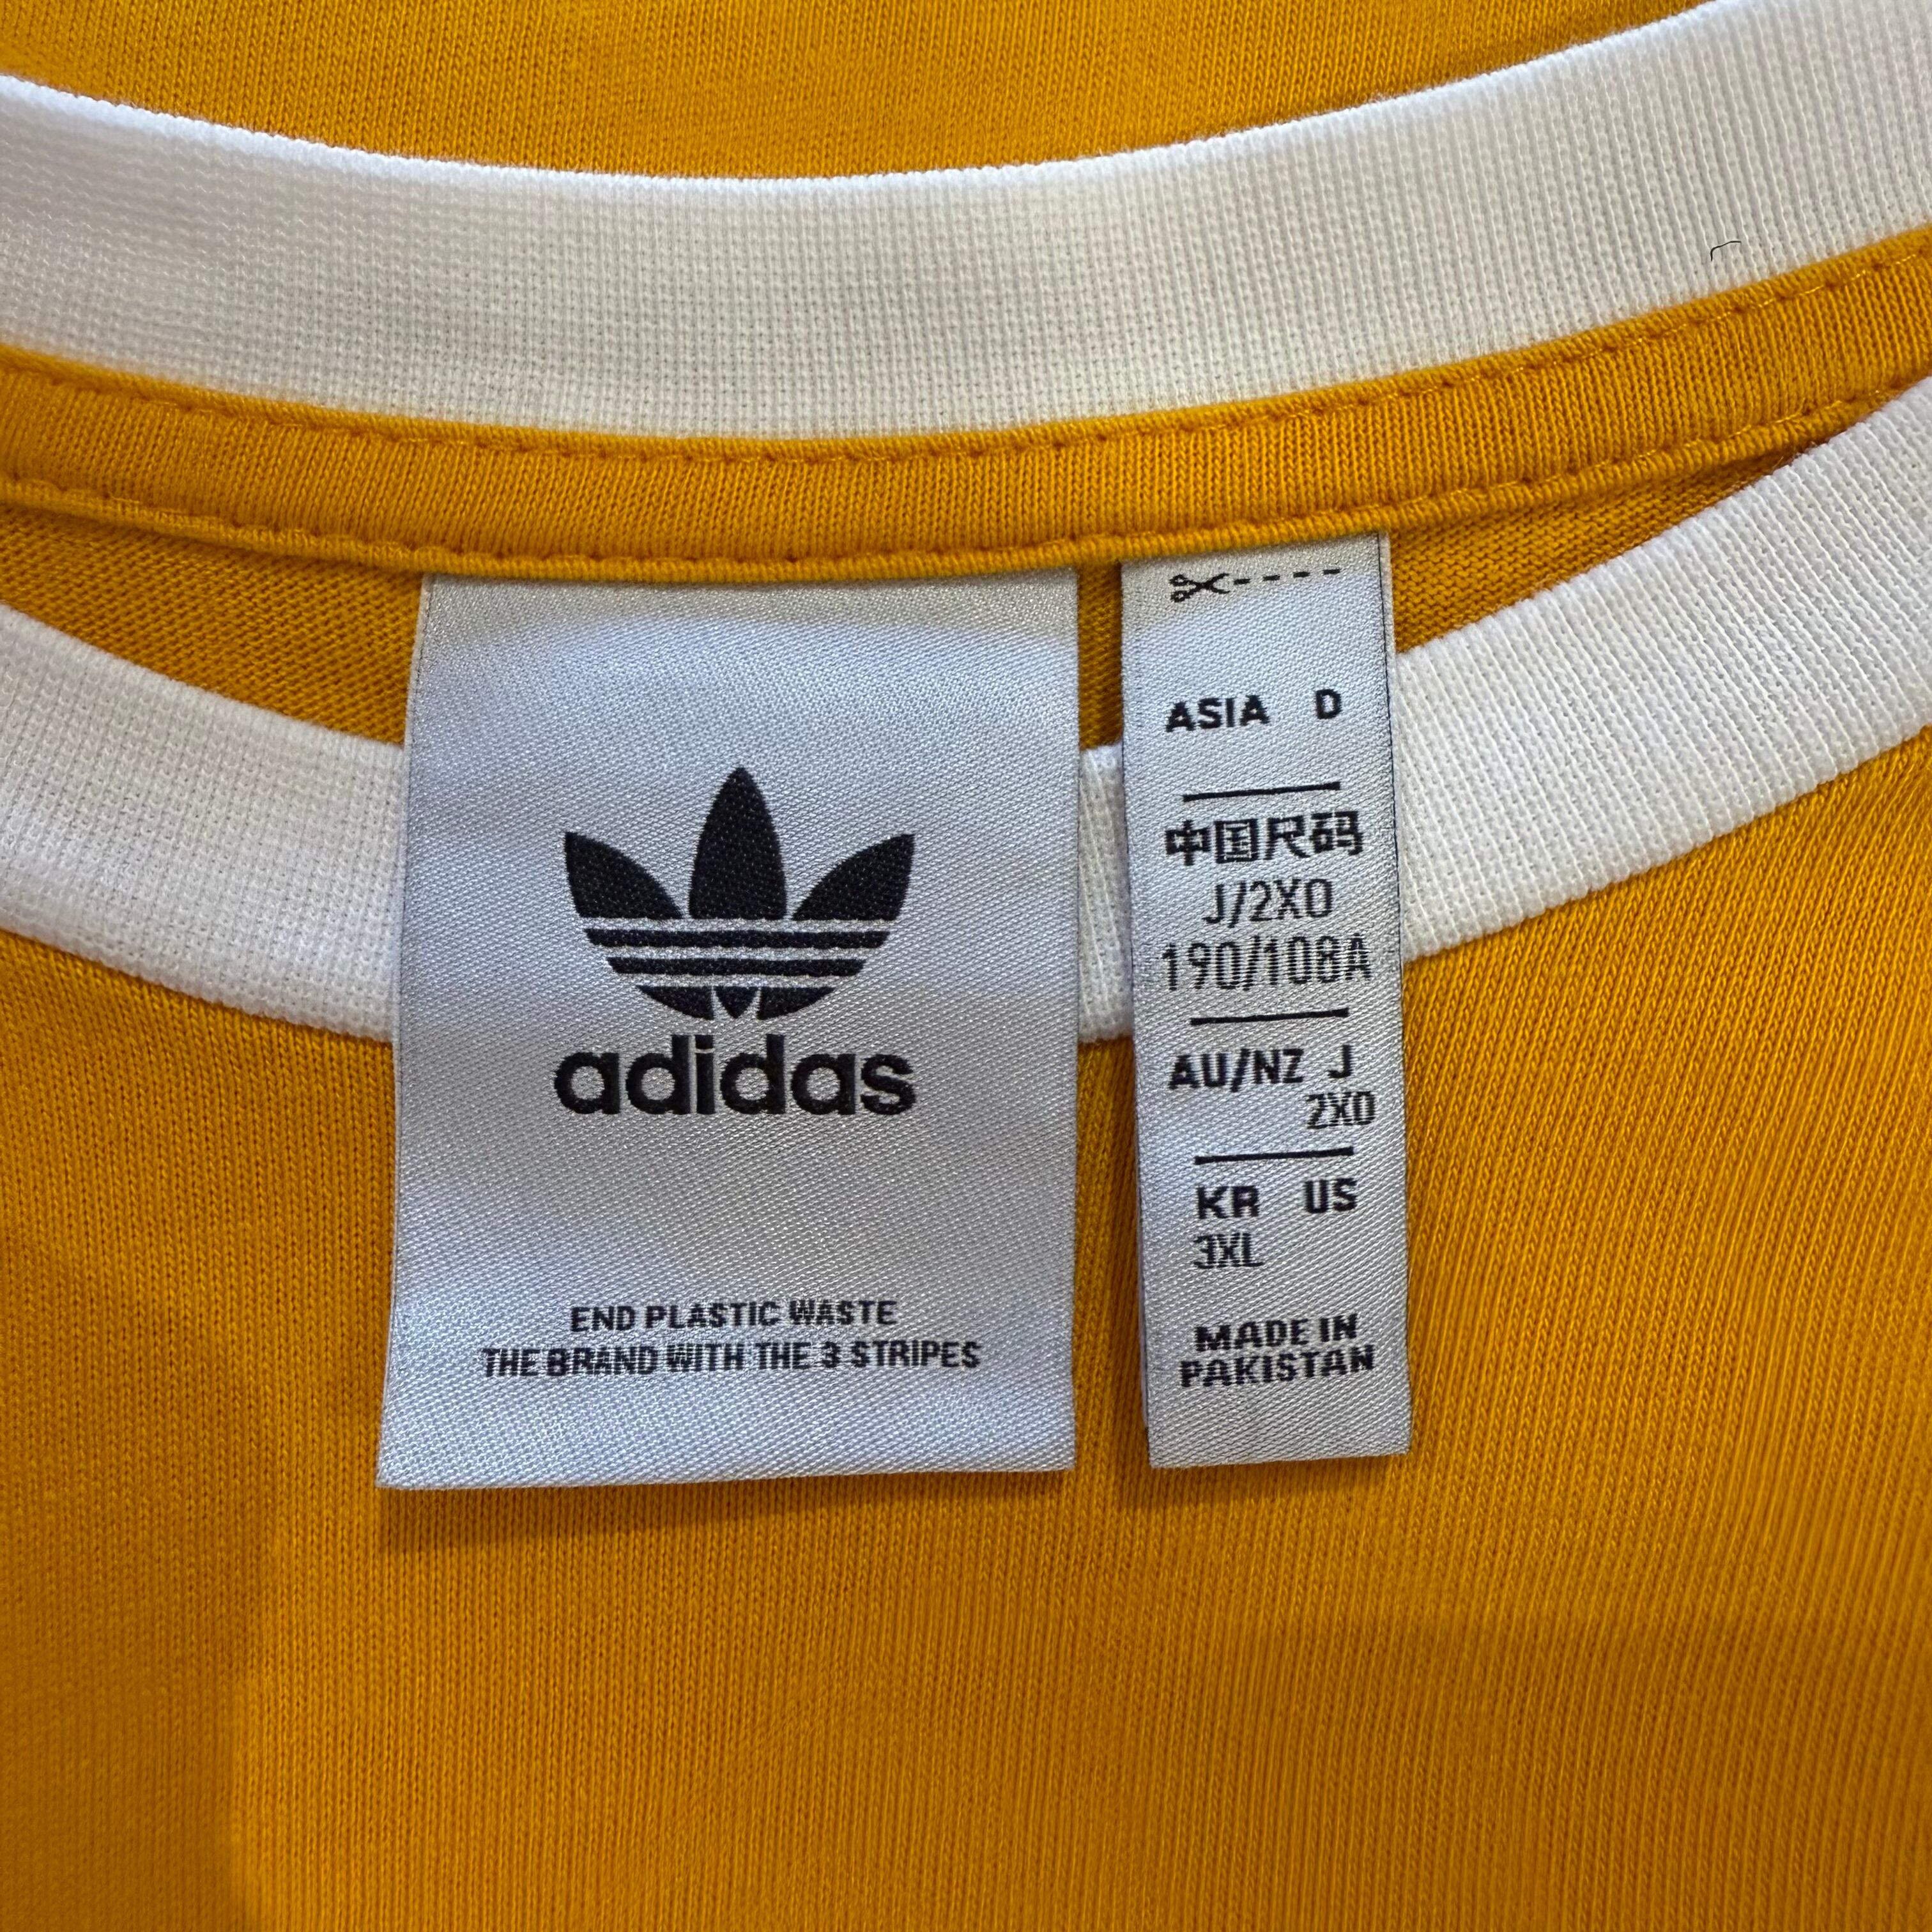 adidas
END PLASTIC WASTE
THE BRAND WITH THE 3 STRIPES
ASIA D
中国尺码
J/2XO
190/108A
AU/NZ J
2XO
KR US
3XL
MADE IN
PAKISTAN